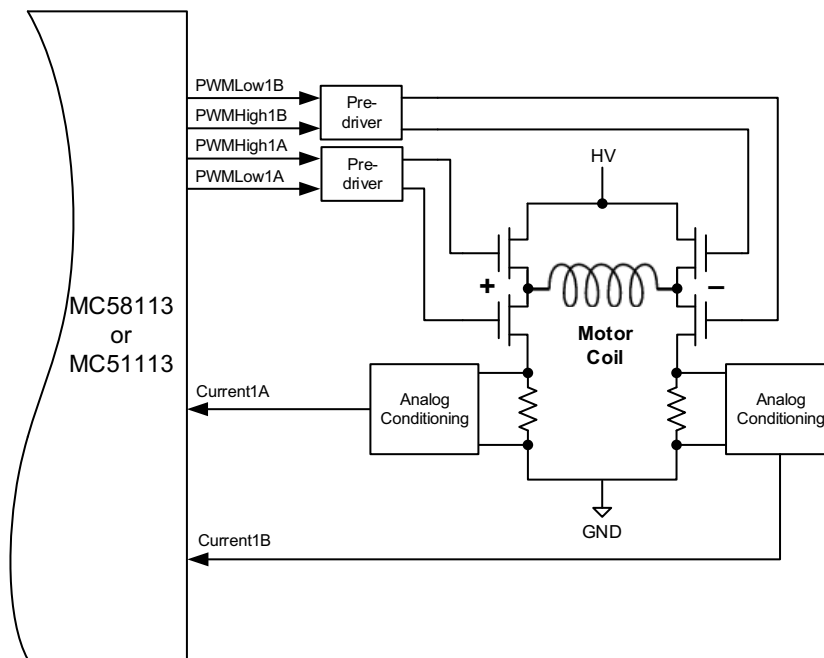 PWMLow1B
PWMHigh1B
PWMHigh1A
PWMLow1A
Pre-
driver
Pre-
driver
HV
+
–
Motor
Coil
MC58113
or
MC51113
Current1A
Analog
Conditioning
Analog
Conditioning
GND
Current1B